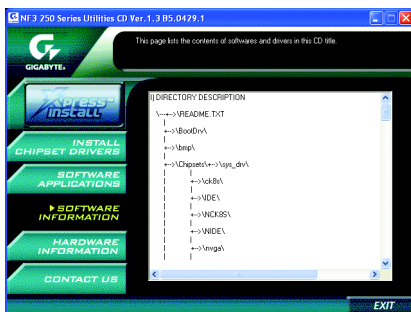 NF3 250 Series Utilities CD Ver.1.3 B5.0429.1
This page lists the contents of softwares and drivers in this CD title.
GIGABYTE
Xpress
Install
INSTALL
CHIPSET DRIVERS
SOFTWARE
APPLICATIONS
SOFTWARE
INFORMATION
HARDWARE
INFORMATION
CONTACT US
I) DIRECTORY DESCRIPTION
\---+-->\README.TXT
|
+-->\BootDrv\
|
+-->\bmp\
|
+-->\Chipsets\+-->\sys_drv\
| |
| +-->\ck8s\
| |
| +-->\IDE\
| |
| +-->\NCK8S\
| |
| +-->\NIDE\
| |
| +-->\nvga\
| |
EXIT